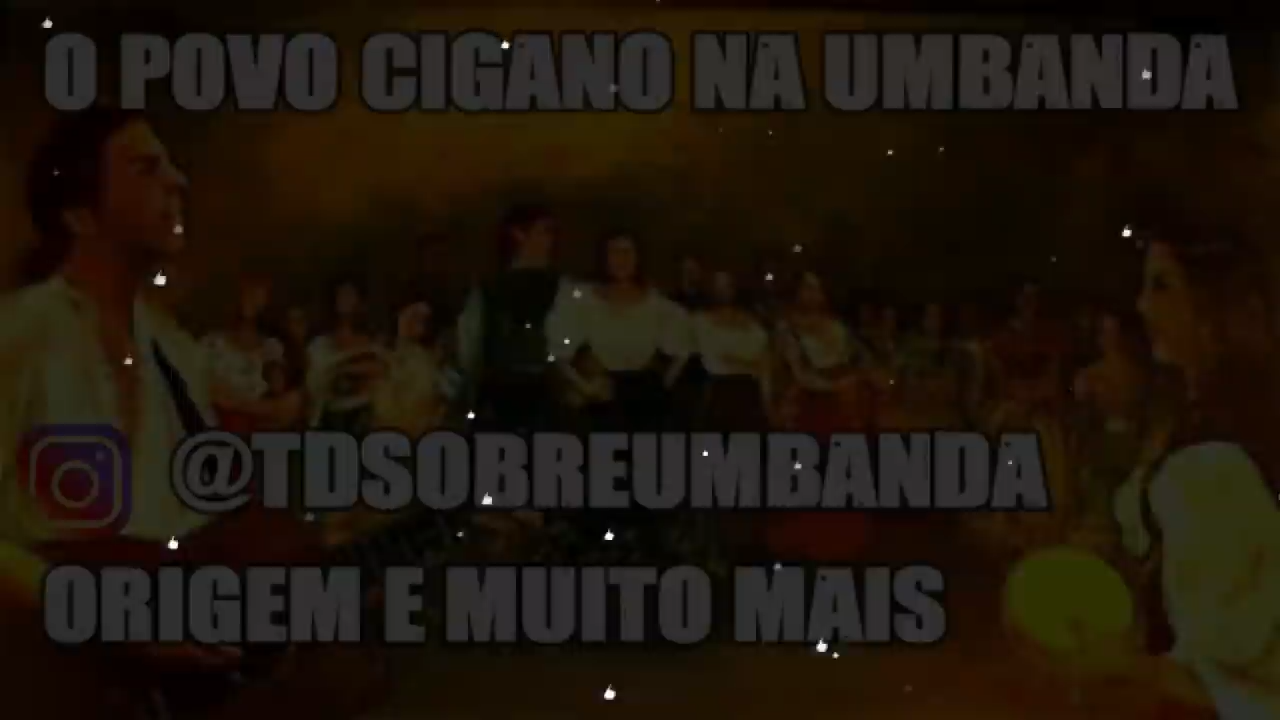 O POVO CIGANO NA UMBANDA
@TDSOBREUMBANDA
ORIGEM E MUITO MAIS